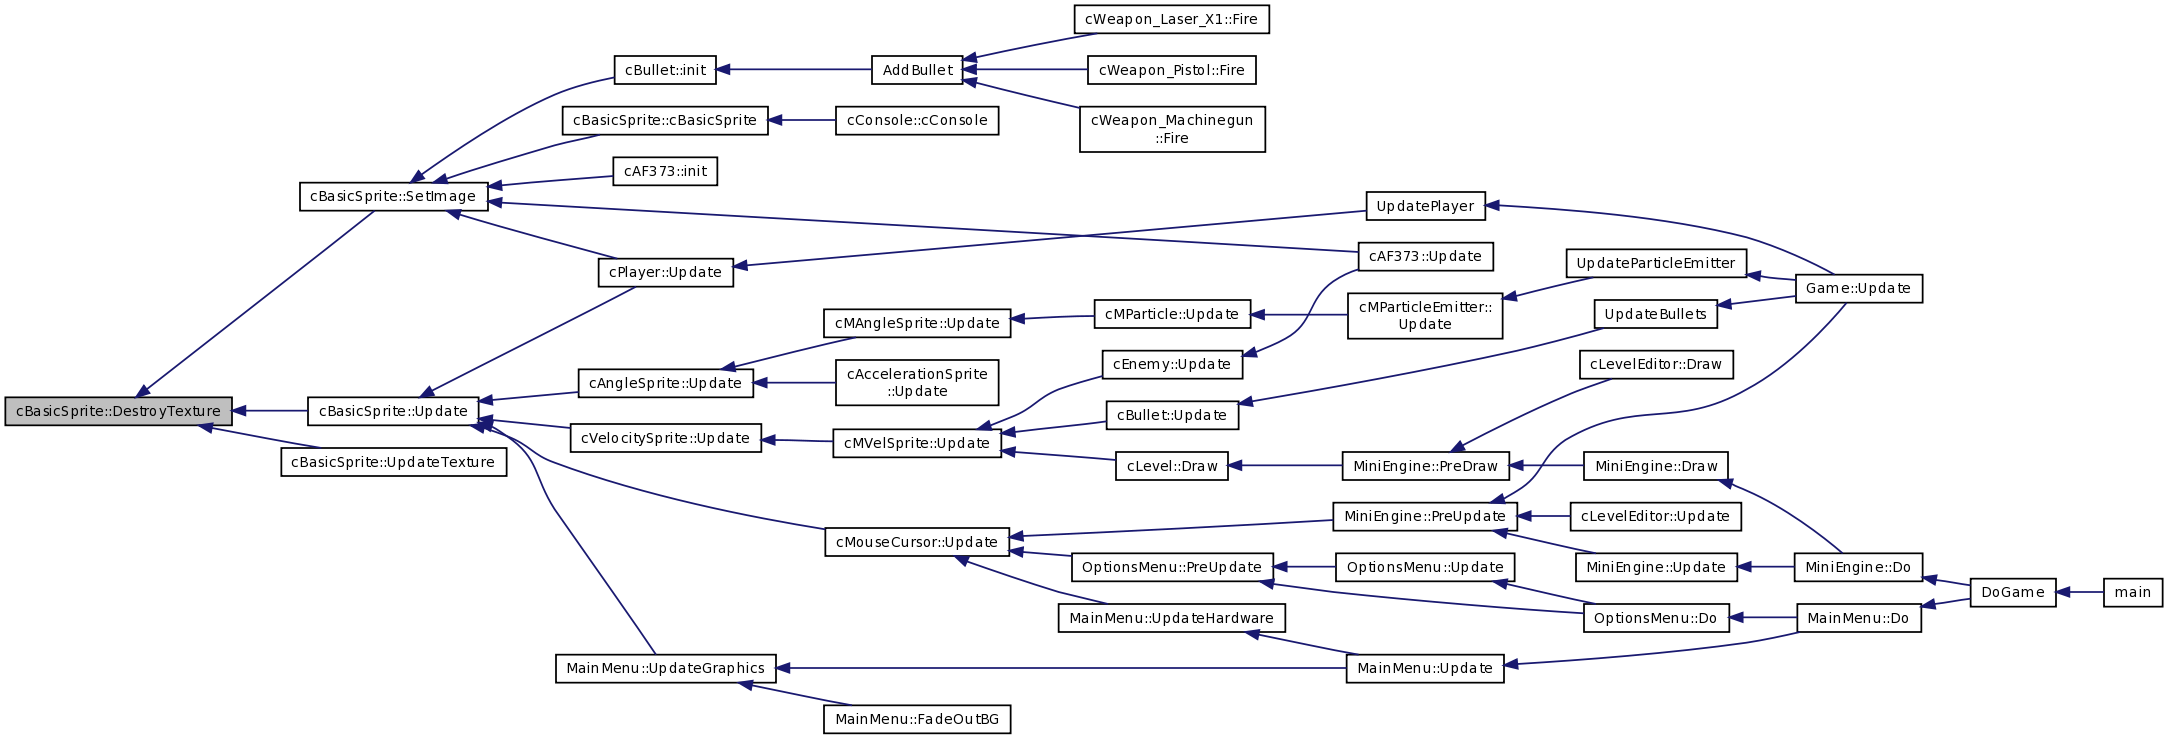 cWeapon_Laser_X1::Fire
cBullet::init
AddBullet
cWeapon_Pistol::Fire
cBasicSprite::cBasicSprite
cConsole::cConsole
cWeapon_Machinegun
::Fire
cAF373::init
cBasicSprite::SetImage
UpdatePlayer
cPlayer::Update
cAF373::Update
UpdateParticleEmitter
Game::Update
cMAngleSprite::Update
cMParticle::Update
cMParticleEmitter::
Update
UpdateBullets
cEnemy::Update
cLevelEditor::Draw
cAngleSprite::Update
cAccelerationSprite
::Update
cBasicSprite::DestroyTexture
cBasicSprite::Update
cBullet::Update
cVelocitySprite::Update
cMVelSprite::Update
cBasicSprite::UpdateTexture
cLevel::Draw
MiniEngine::PreDraw
MiniEngine::Draw
MiniEngine::PreUpdate
cLevelEditor::Update
cMouseCursor::Update
OptionsMenu::PreUpdate
OptionsMenu::Update
MiniEngine::Update
MiniEngine::Do
DoGame
main
MainMenu::UpdateHardware
OptionsMenu::Do
MainMenu::Do
MainMenu::UpdateGraphics
MainMenu::Update
MainMenu::FadeOutBG